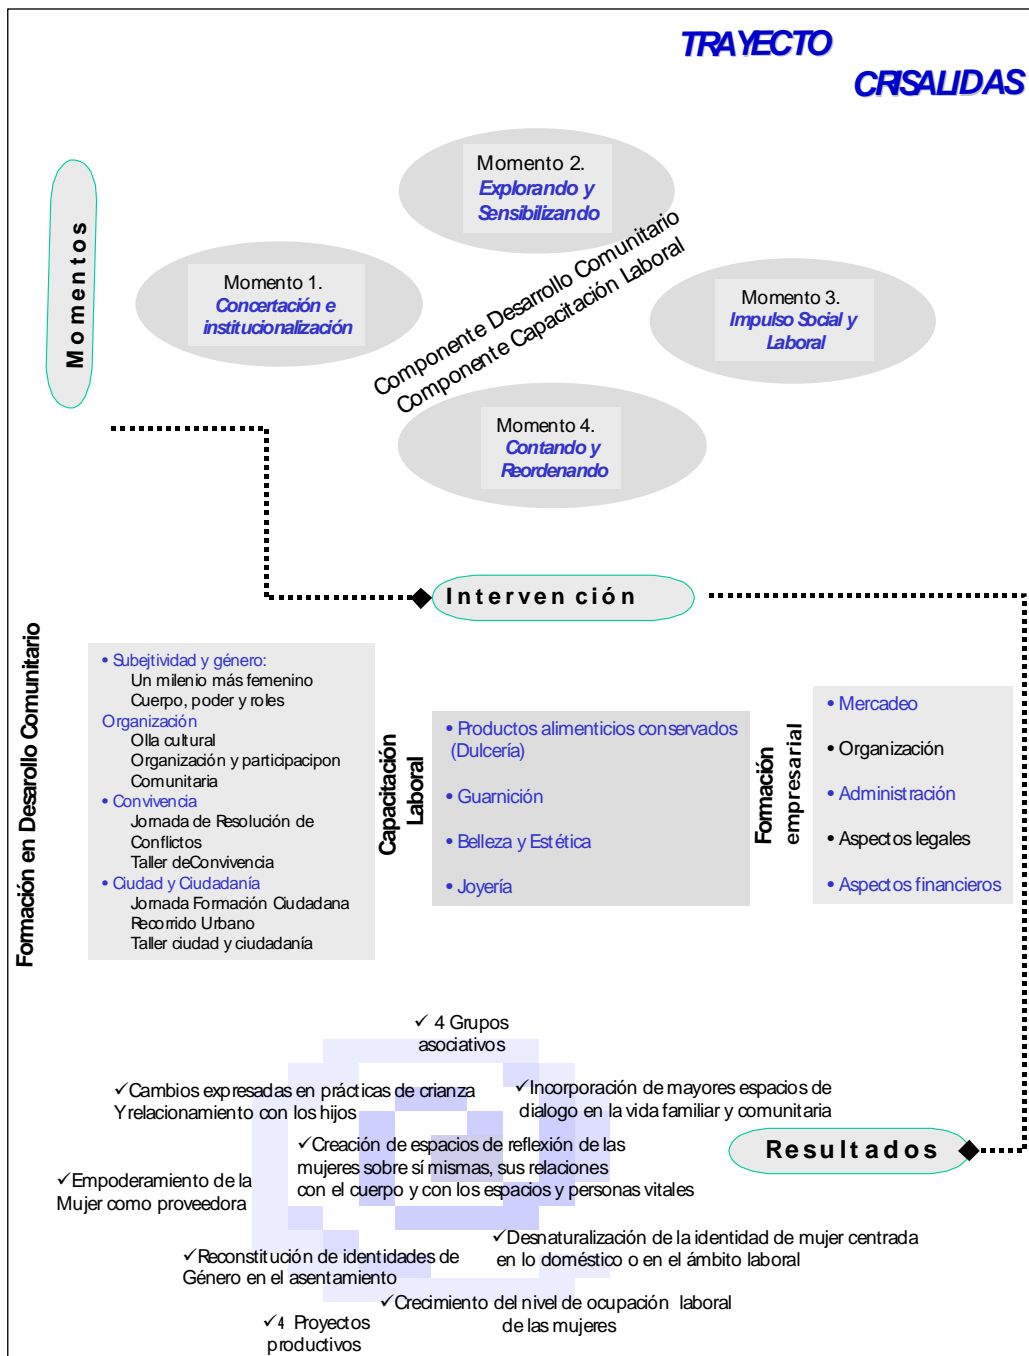 TRAYECTO
CRISALIDAS
Momentos
Momento 2.
Explorando y
Sensibilizando
Momento 1.
Concertación e
institucionalización
Componente Desarrollo Comunitario
Componente Capacitación Laboral
Momento 3.
Impulso Social y
Laboral
Momento 4.
Contando y
Reordenando
Intervención
Formación en Desarollo Comunitario
• Subejtividad y género:
Un milenio más femenino
Cuerpo, poder y roles
Organización
Olla cultural
Organización y participacipon
Comunitaria
• Convivencia
Jornada de Resolución de
Conflictos
Taller deConvivencia
• Ciudad y Ciudadanía
Jornada Formación Ciudadana
Recorrido Urbano
Taller ciudad y ciudadanía
Capacitación
Laboral
• Productos alimenticios conservados
(Dulcería)
• Guarnición
• Belleza y Estética
• Joyería
Formación
empresarial
• Mercadeo
• Organización
• Administración
• Aspectos legales
• Aspectos financieros
Resultados
✓ 4 Grupos
asociativos
✓Cambios expresadas en prácticas de crianza
Yrelacionamiento con los hijos
✓Incorporación de mayores espacios de
dialogo en la vida familiar y comunitaria
✓Creación de espacios de reflexión de las
mujeres sobre sí mismas, sus relaciones
con el cuerpo y con los espacios y personas vitales
✓Empoderamiento de la
Mujer como proveedora
✓Desnaturalización de la identidad de mujer centrada
en lo doméstico o en el ámbito laboral
✓Reconstitución de identidades de
Género en el asentamiento
✓Crecimiento del nivel de ocupación laboral
de las mujeres
✓4 Proyectos
productivos